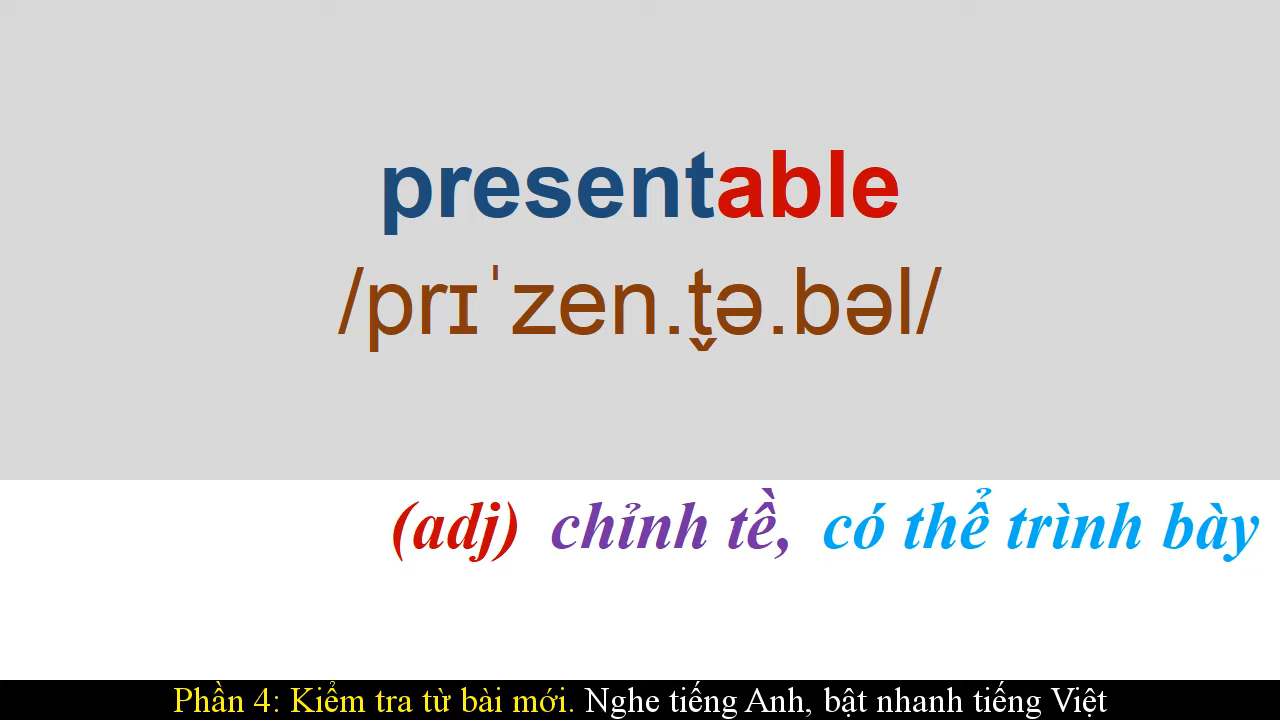 presentable
/prɪˈzen.t̬ə.bəl/
(adj) chỉnh tề, có thể trình bày
Phần 4: Kiểm tra từ bài mới. Nghe tiếng Anh, bật nhanh tiếng Việt